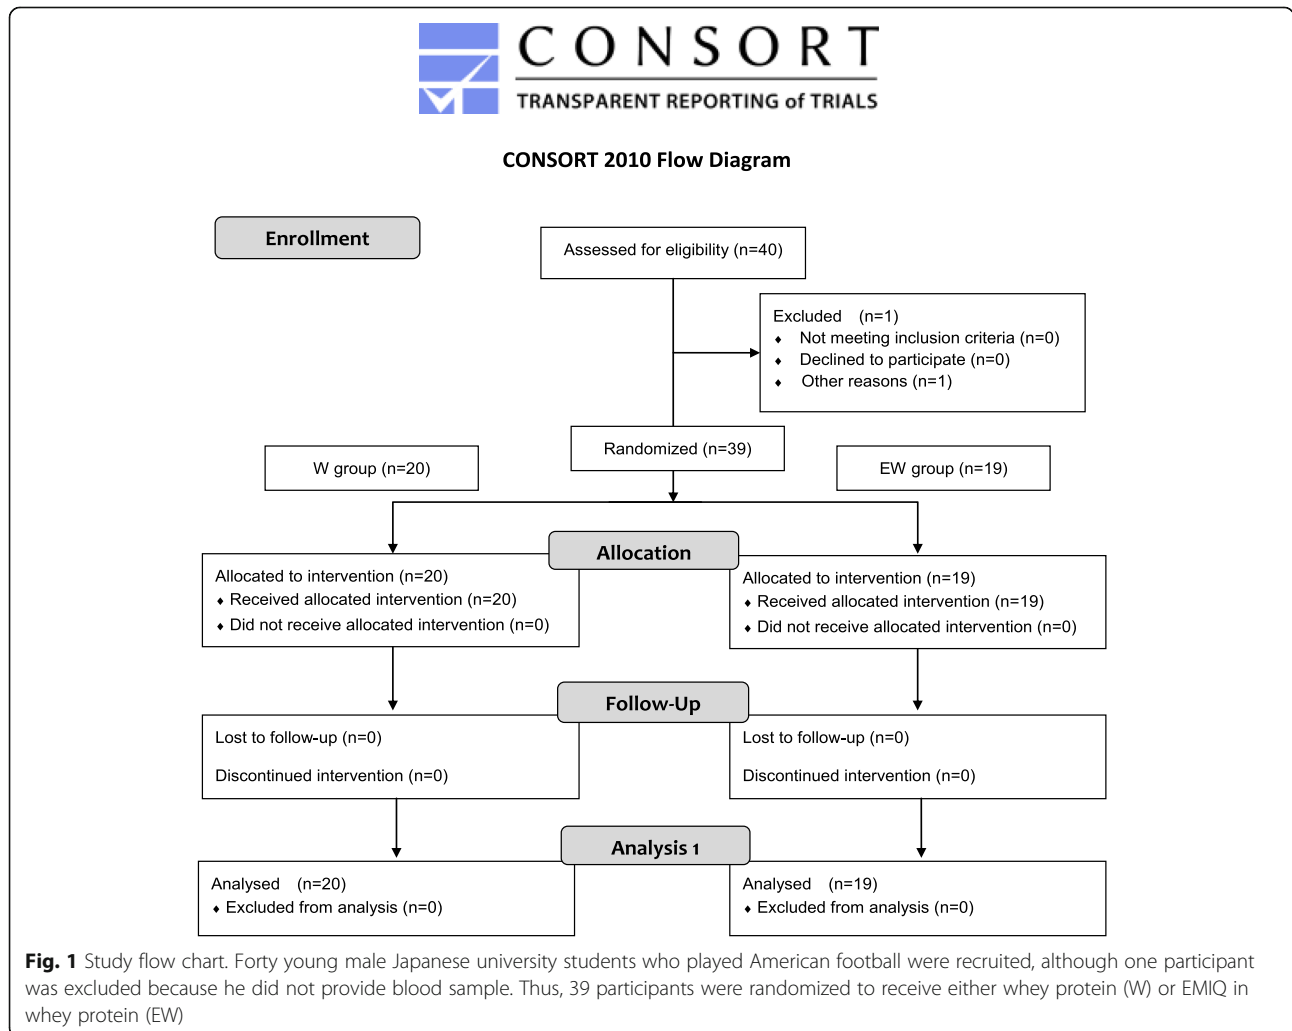 CONSORT
TRANSPARENT REPORTING of TRIALS
CONSORT 2010 Flow Diagram
Enrollment
Assessed for eligibility (n=40)
Excluded (n=1)
♦ Not meeting inclusion criteria (n=0)
♦ Declined to participate (n=0)
♦ Other reasons (n=1)
Randomized (n=39)
W group (n=20)
EW group (n=19)
Allocation
Allocated to intervention (n=20)
♦ Received allocated intervention (n=20)
♦ Did not receive allocated intervention (n=0)
Allocated to intervention (n=19)
♦ Received allocated intervention (n=19)
♦ Did not receive allocated intervention (n=0)
Follow-Up
Lost to follow-up (n=0)
Discontinued intervention (n=0)
Lost to follow-up (n=0)
Discontinued intervention (n=0)
Analysis 1
Analysed (n=20)
♦ Excluded from analysis (n=0)
Analysed (n=19)
♦ Excluded from analysis (n=0)
Fig. 1 Study flow chart. Forty young male Japanese university students who played American football were recruited, although one participant
was excluded because he did not provide blood sample. Thus, 39 participants were randomized to receive either whey protein (W) or EMIQ in
whey protein (EW)